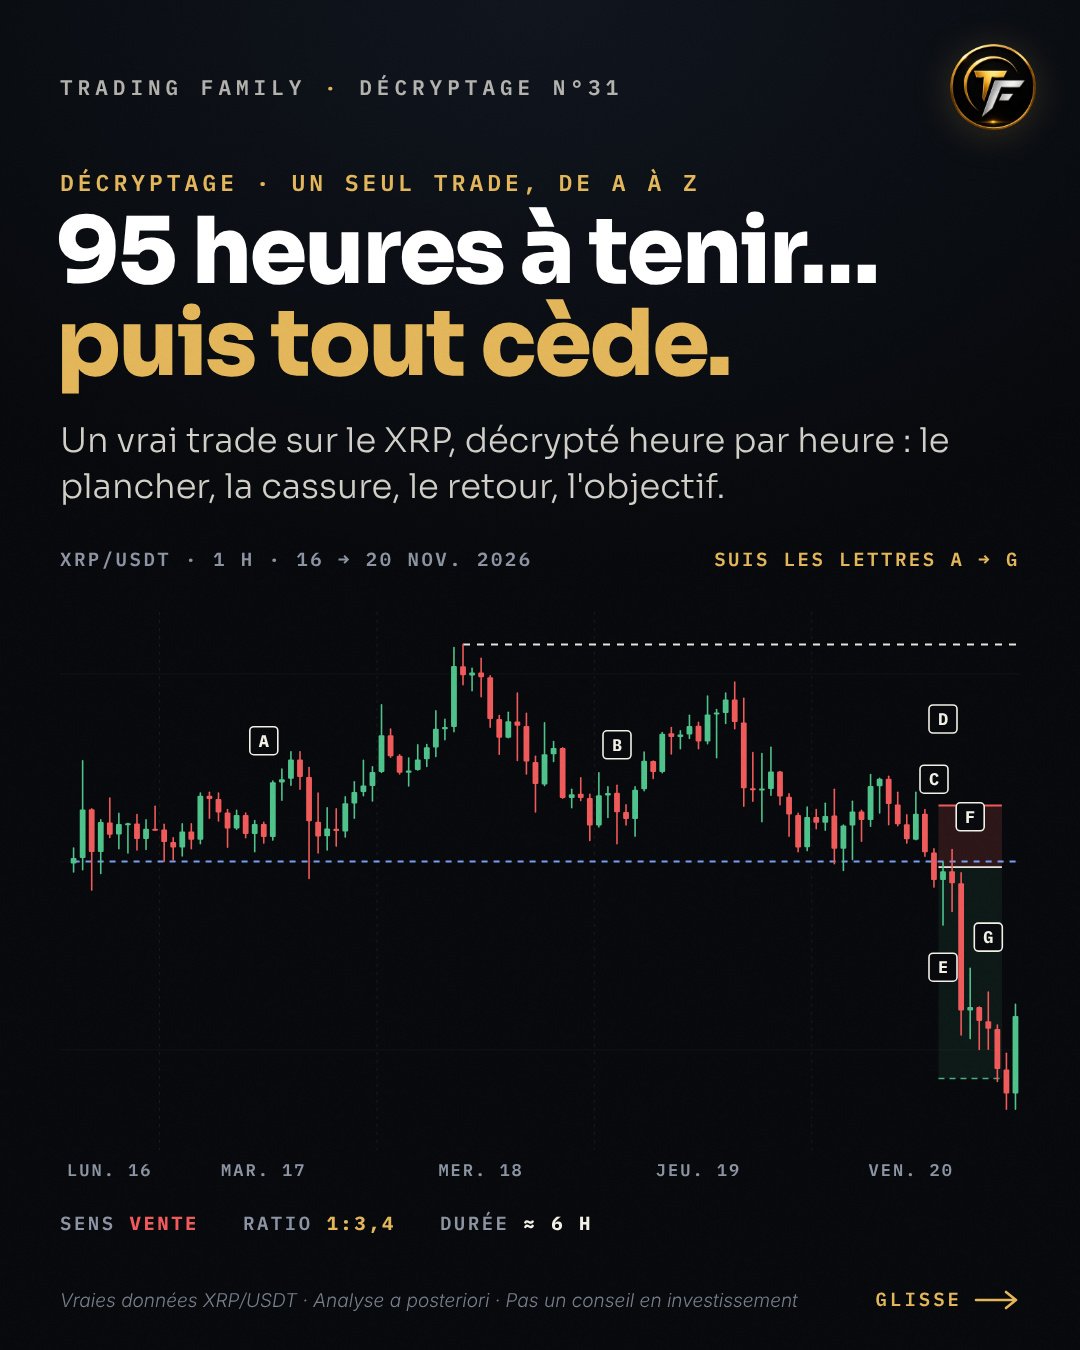 TRADING FAMILY · DÉCRYPTAGE N°31
TF
DÉCRYPTAGE · UN SEUL TRADE, DE A À Z
95 heures à tenir...
puis tout cède.
Un vrai trade sur le XRP, décrypté heure par heure : le
plancher, la cassure, le retour, l'objectif.
XRP/USDT · 1 H · 16 → 20 NOV. 2026
SUIS LES LETTRES A → G
D
A
B
C
F
G
E
LUN. 16
MAR. 17
MER. 18
JEU. 19
VEN. 20
SENS VENTE RATIO 1:3,4 DURÉE ≈ 6 H
Vraies données XRP/USDT · Analyse a posteriori · Pas un conseil en investissement
GLISSE →